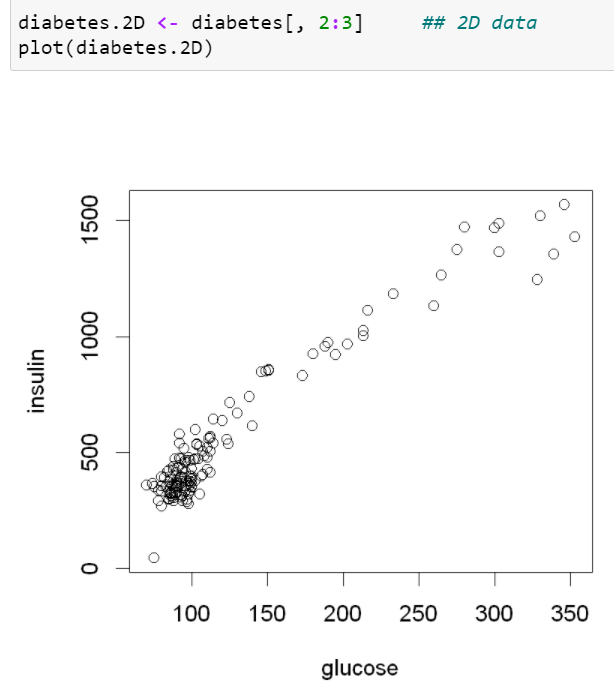 diabetes.2D <- diabetes[, 2:3]     ## 2D data
plot(diabetes.2D)
1500
1000
500
0
insulin
100 150 200 250 300 350
glucose